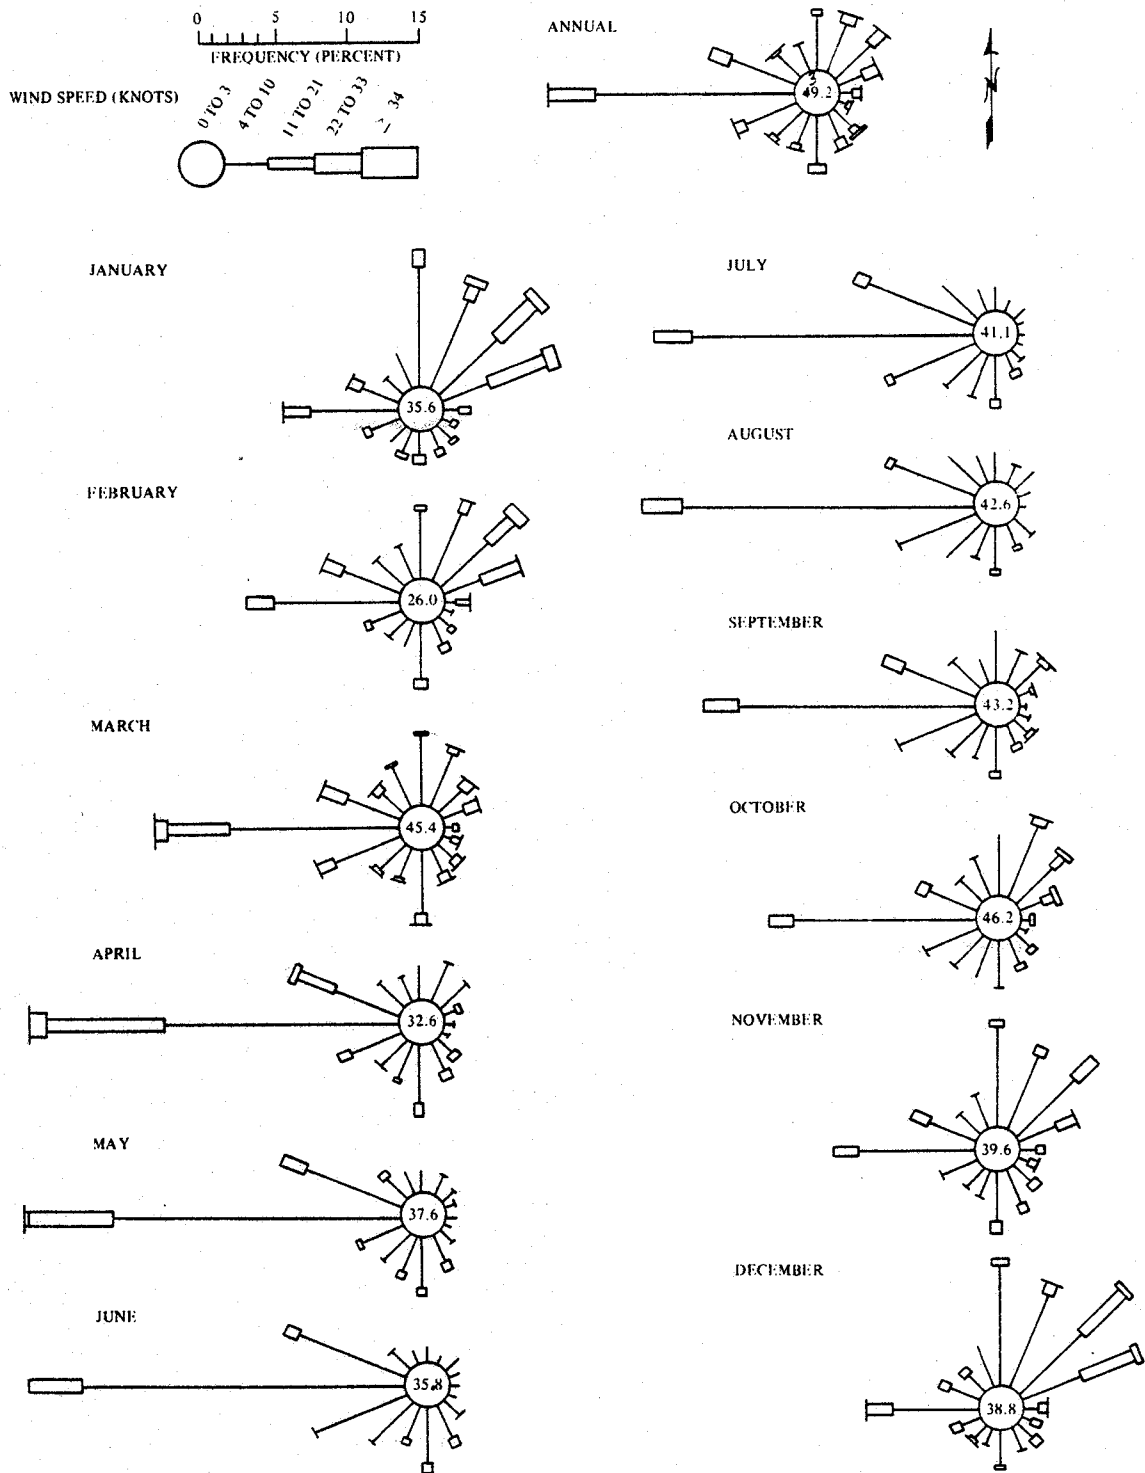 0 5 10 15
FREQUENCY (PERCENT)
WIND SPEED (KNOTS)
0 TO 3
4 TO 10
11 TO 21
22 TO 33
≥ 34
ANNUAL
49.2
N
JANUARY
35.6
FEBRUARY
26.0
MARCH
45.4
APRIL
32.6
MAY
37.6
JUNE
35.8
JULY
41.1
AUGUST
42.6
SEPTEMBER
43.2
OCTOBER
46.2
NOVEMBER
39.6
DECEMBER
38.8